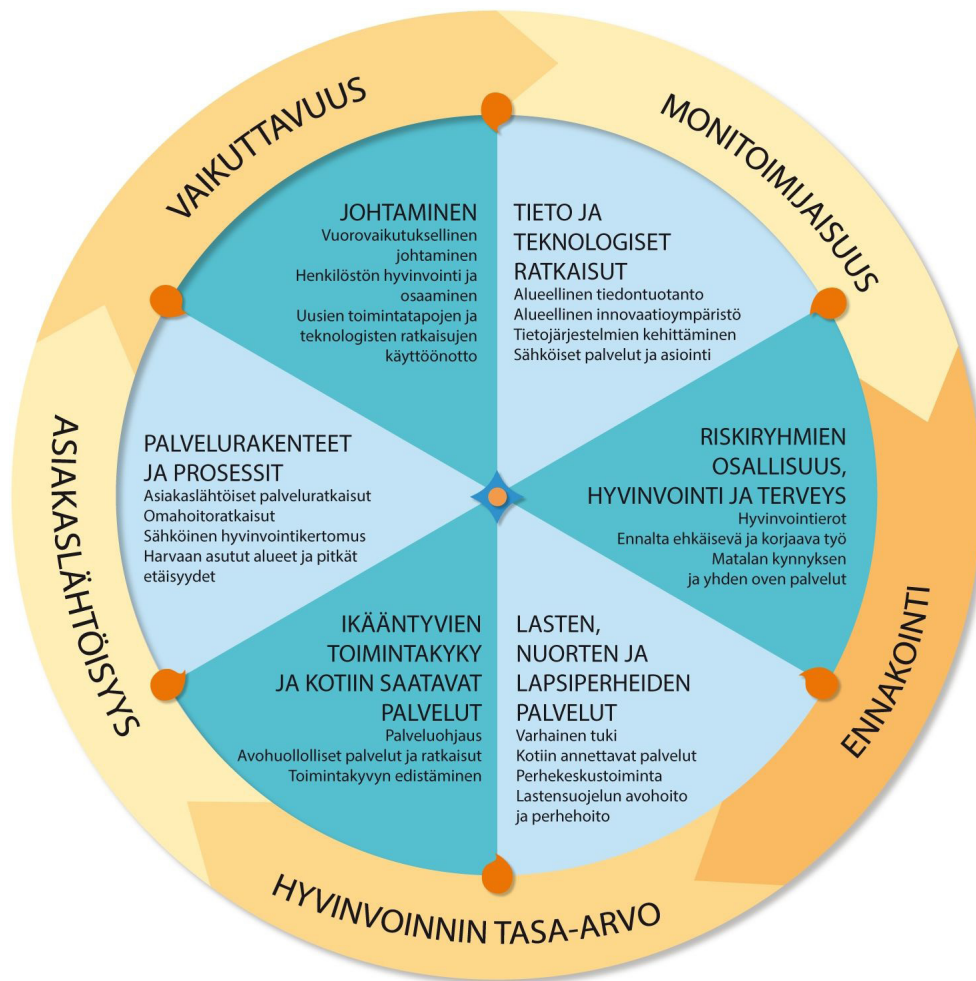 VAIKUTTAVUUS
MONITOIMIJAISUUS
ENNAKOINTI
HYVINVOINNIN TASA-ARVO
ASIAKASLÄHTÖISYYS
JOHTAMINEN
Vuorovaikutuksellinen
johtaminen
Henkilöstön hyvinvointi ja
osaaminen
Uusien toimintatapojen ja
teknologisten ratkaisujen
käyttöönotto
TIETO JA
TEKNOLOGISET
RATKAISUT
Alueellinen tiedontuotanto
Alueellinen innovaatioympäristö
Tietojärjestelmien kehittäminen
Sähköiset palvelut ja asiointi
RISKIRYHMIEN
OSALLISUUS,
HYVINVOINTI JA TERVEYS
Hyvinvointierot
Ennalta ehkäisevä ja korjaava työ
Matalan kynnyksen
ja yhden oven palvelut
LASTEN,
NUORTEN JA
LAPSIPERHEIDEN
PALVELUT
Varhainen tuki
Kotiin annettavat palvelut
Perhekeskustoiminta
Lastensuojelun avohoito
ja perhehoito
IKÄÄNTYVIEN
TOIMINTAKYKY
JA KOTIIN SAATAVAT
PALVELUT
Palveluohjaus
Avohuollolliset palvelut ja ratkaisut
Toimintakyvyn edistäminen
PALVELURAKENTEET
JA PROSESSIT
Asiakaslähtöiset palveluratkaisut
Omahoitoratkaisut
Sähköinen hyvinvointikertomus
Harvaan asutut alueet ja pitkät
etäisyydet